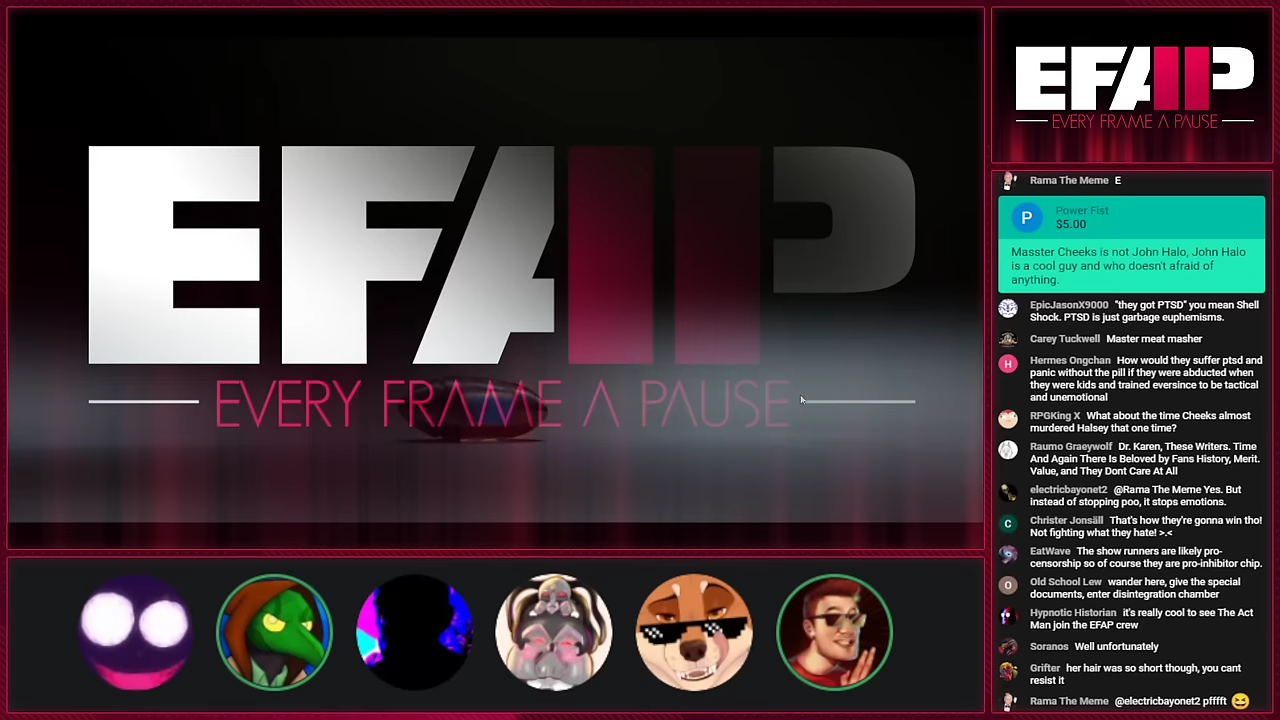 EFAP
EVERY FRAME A PAUSE
EFAP
EVERY FRAME A PAUSE
Rama The Meme E
P
Power Fist
$5.00
Masster Cheeks is not John Halo, John Halo
is a cool guy and who doesn't afraid of
anything.
EpicJasonX9000 "they got PTSD" you mean Shell
Shock. PTSD is just garbage euphemisms.
Carey Tuckwell Master meat masher
H
Hermes Ongchan How would they suffer ptsd and
panic without the pill if they were abducted when
they were kids and trained eversince to be tactical
and unemotional
RPGKing X What about the time Cheeks almost
murdered Halsey that one time?
Raumo Graeywolf Dr. Karen, These Writers. Time
And Again There Is Beloved by Fans History, Merit.
Value, and They Dont Care At All
electricbayonet2 @Rama The Meme Yes. But
instead of stopping poo, it stops emotions.
C
Christer Jonsäll That's how they're gonna win tho!
Not fighting what they hate! >.<
EatWave The show runners are likely pro-
censorship so of course they are pro-inhibitor chip.
O
Old School Lew wander here, give the special
documents, enter disintegration chamber
Hypnotic Historian it's really cool to see The Act
Man join the EFAP crew
Soranos Well unfortunately
Grifter her hair was so short though, you cant
resist it
Rama The Meme @electricbayonet2 pfffft 😆